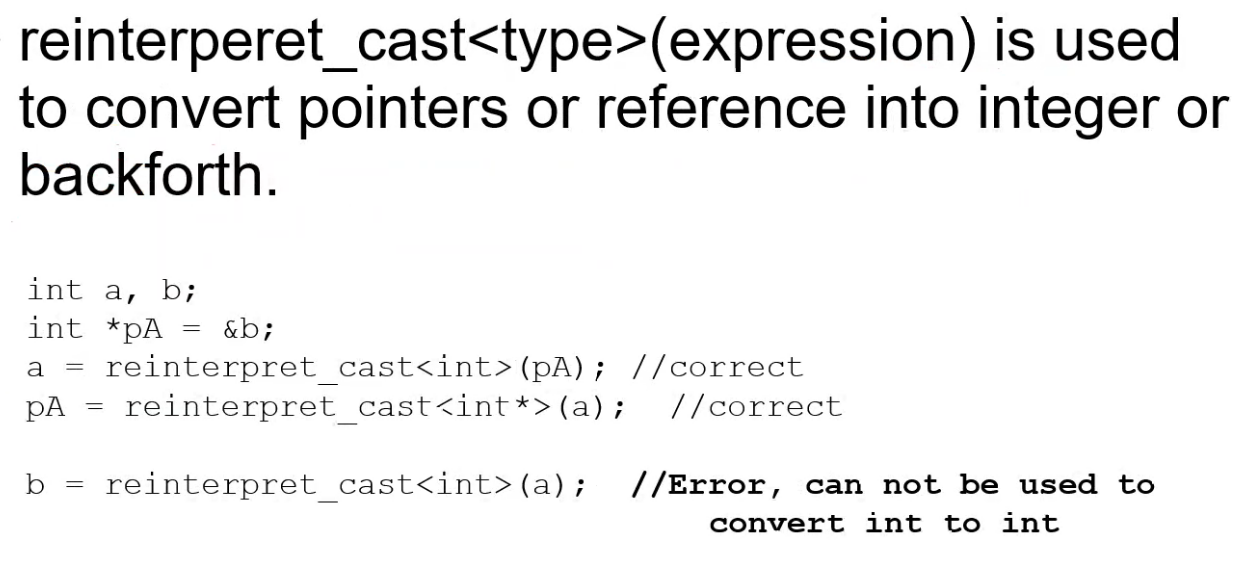 reinterperet_cast<type>(expression) is used
to convert pointers or reference into integer or
backforth.
int a, b;
int *pA = &b;
a = reinterpret_cast<int>(pA); //correct
pA = reinterpret_cast<int*>(a); //correct
b = reinterpret_cast<int>(a); //Error, can not be used to
convert int to int